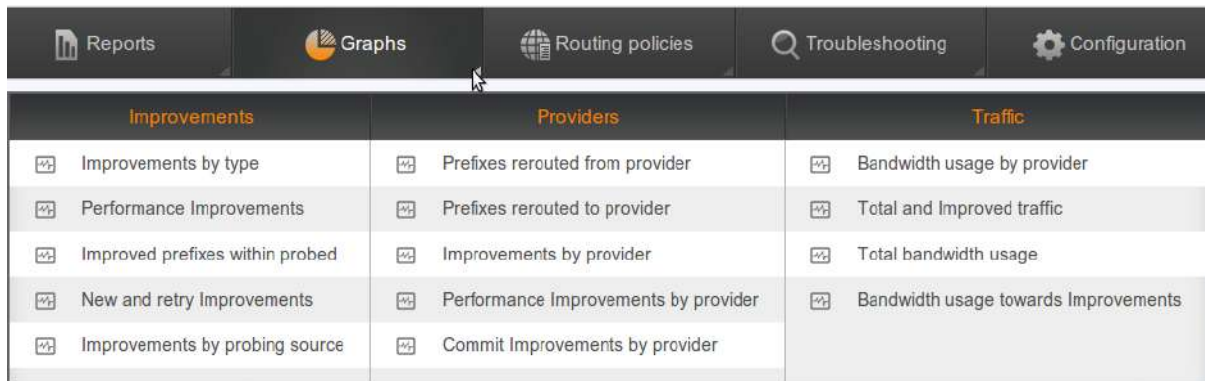 Reports
Graphs
Routing policies
Troubleshooting
Configuration
Improvements
Providers
Traffic
Improvements by type
Prefixes rerouted from provider
Bandwidth usage by provider
Performance Improvements
Prefixes rerouted to provider
Total and Improved traffic
Improved prefixes within probed
Improvements by provider
Total bandwidth usage
New and retry Improvements
Performance Improvements by provider
Bandwidth usage towards Improvements
Improvements by probing source
Commit Improvements by provider